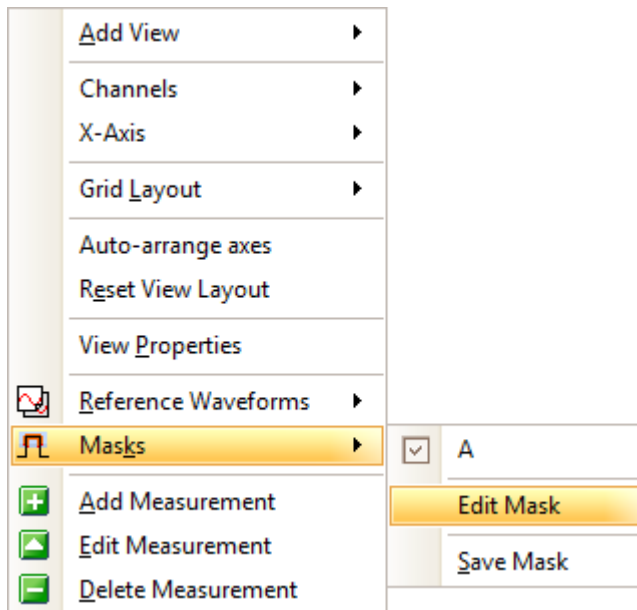 Add View
Channels
X-Axis
Grid Layout
Auto-arrange axes
Reset View Layout
View Properties
Reference Waveforms
Masks
A
Add Measurement
Edit Mask
Edit Measurement
Save Mask
Delete Measurement